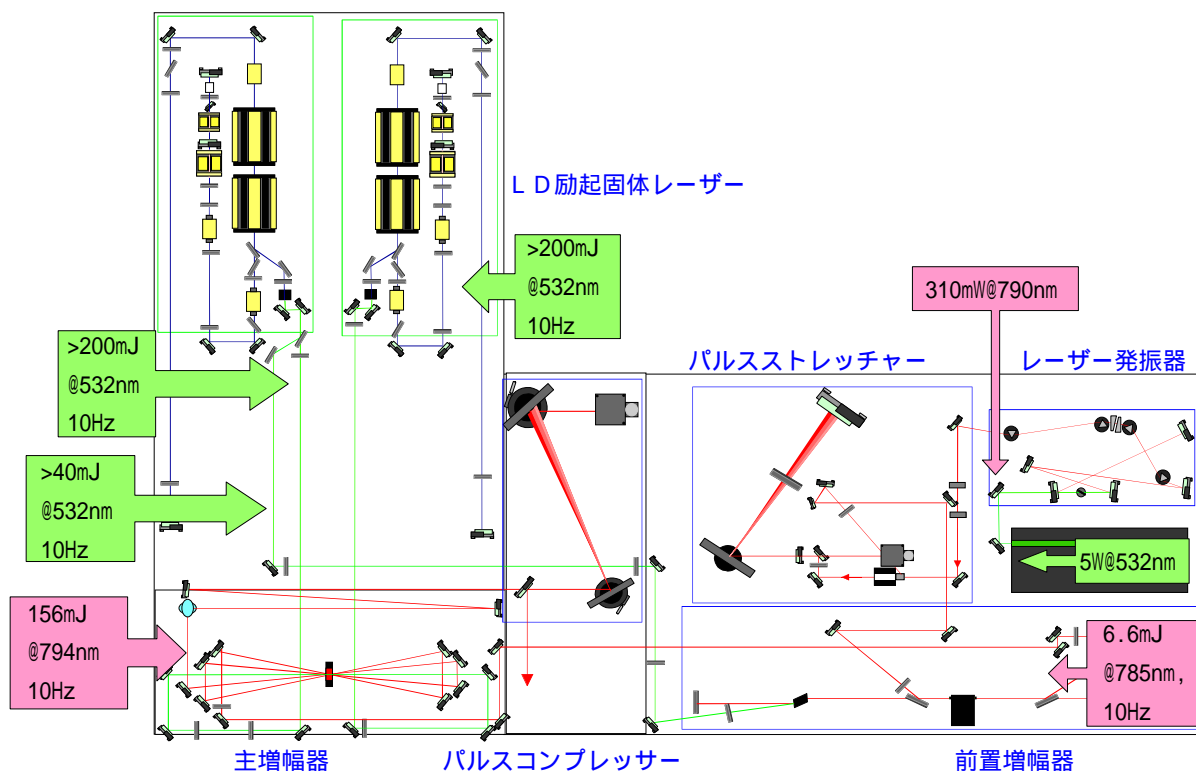 ＬＤ励起固体レーザー
>200mJ
@532nm
10Hz
310mW@790nm
>200mJ
@532nm
10Hz
パルスストレッチャー
レーザー発振器
>40mJ
@532nm
10Hz
5W@532nm
156mJ
@794nm
10Hz
6.6mJ
@785nm,
10Hz
主増幅器
パルスコンプレッサー
前置増幅器